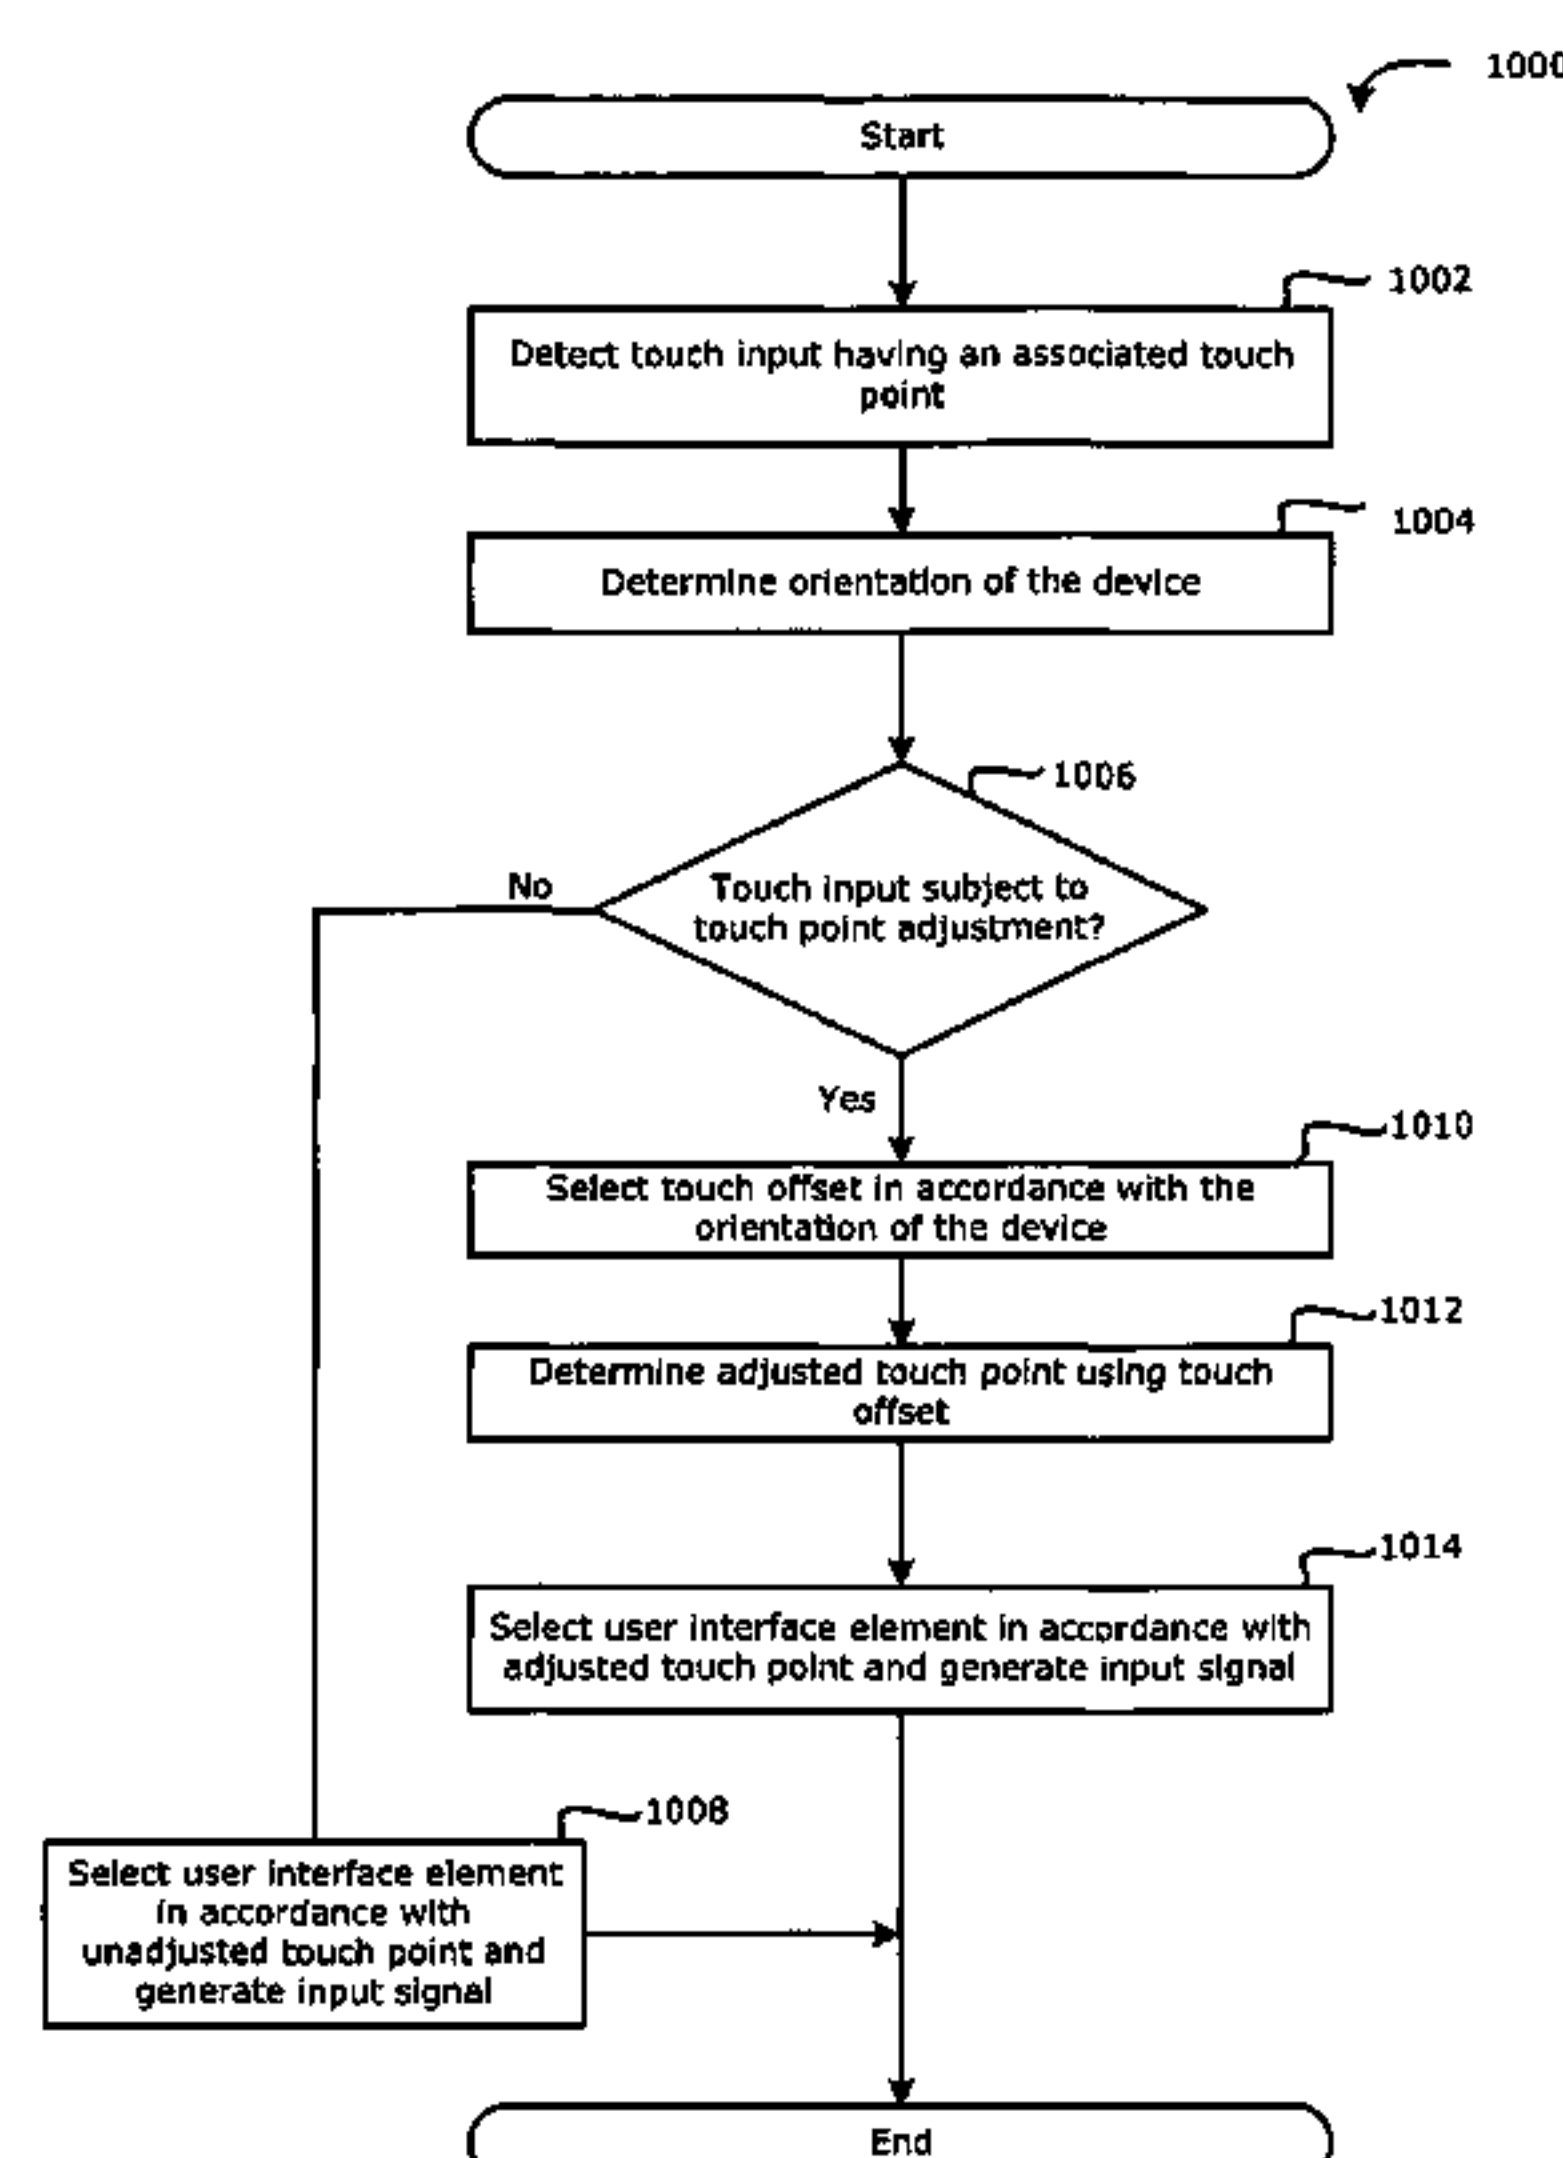 1000
Start
1002
Detect touch input having an associated touch
point
1004
Determine orientation of the device
1006
Touch input subject to
touch point adjustment?
No
Yes
1010
Select touch offset in accordance with the
orientation of the device
1012
Determine adjusted touch point using touch
offset
1014
Select user interface element in accordance with
adjusted touch point and generate input signal
1008
Select user interface element
in accordance with
unadjusted touch point and
generate input signal
End